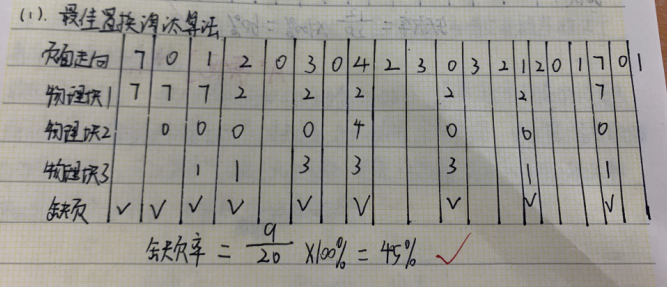 (1). 最佳置换淘汰算法
页面走向 7 0 1 2 0 3 0 4 2 3 0 3 2 1 2 0 1 7 0 1
物理块1 7 7 7 2 2 2 2 2 7
物理块2 0 0 0 0 4 0 0 0
物理块3 1 1 3 3 3 1 1
缺页 ✓ ✓ ✓ ✓ ✓ ✓ ✓ ✓ ✓
缺页率 = 9/20 ×100% = 45% ✓